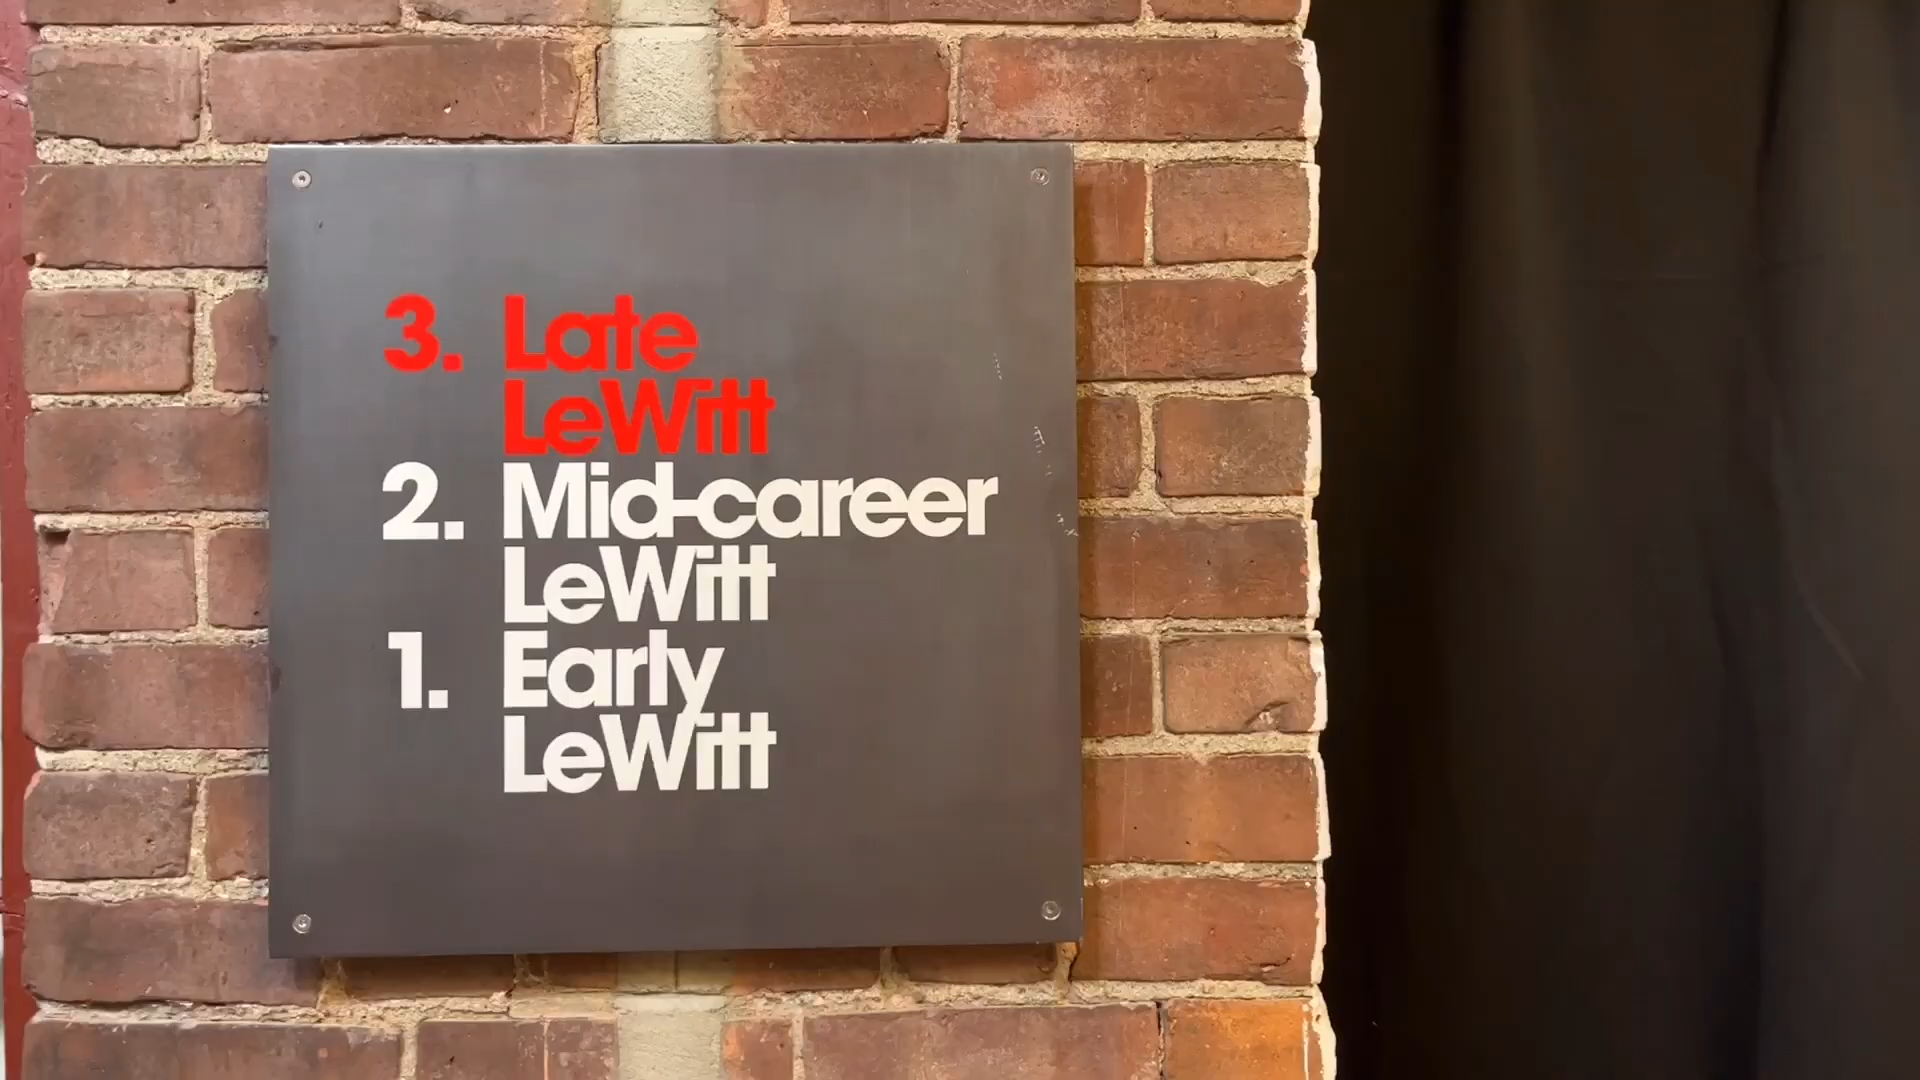 3. Late
LeWitt
2. Mid-career
LeWitt
1. Early
LeWitt